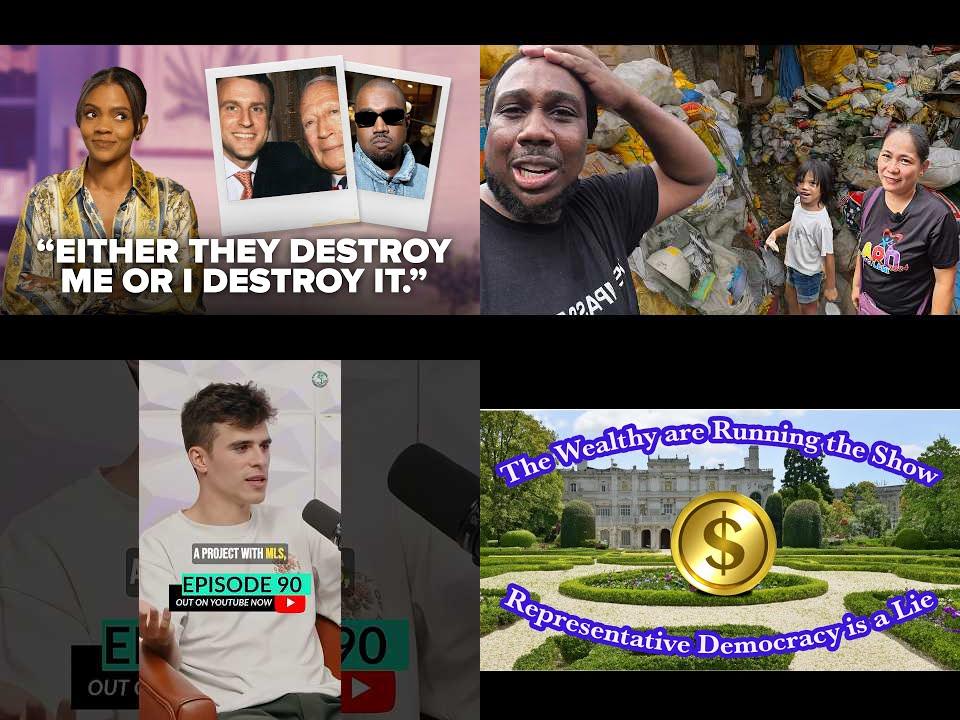 “EITHER THEY DESTROY
ME OR I DESTROY IT.”
A PROJECT WITH MLS,
EPISODE 90
OUT ON YOUTUBE NOW
The Wealthy are Running the Show
$
Representative Democracy is a Lie